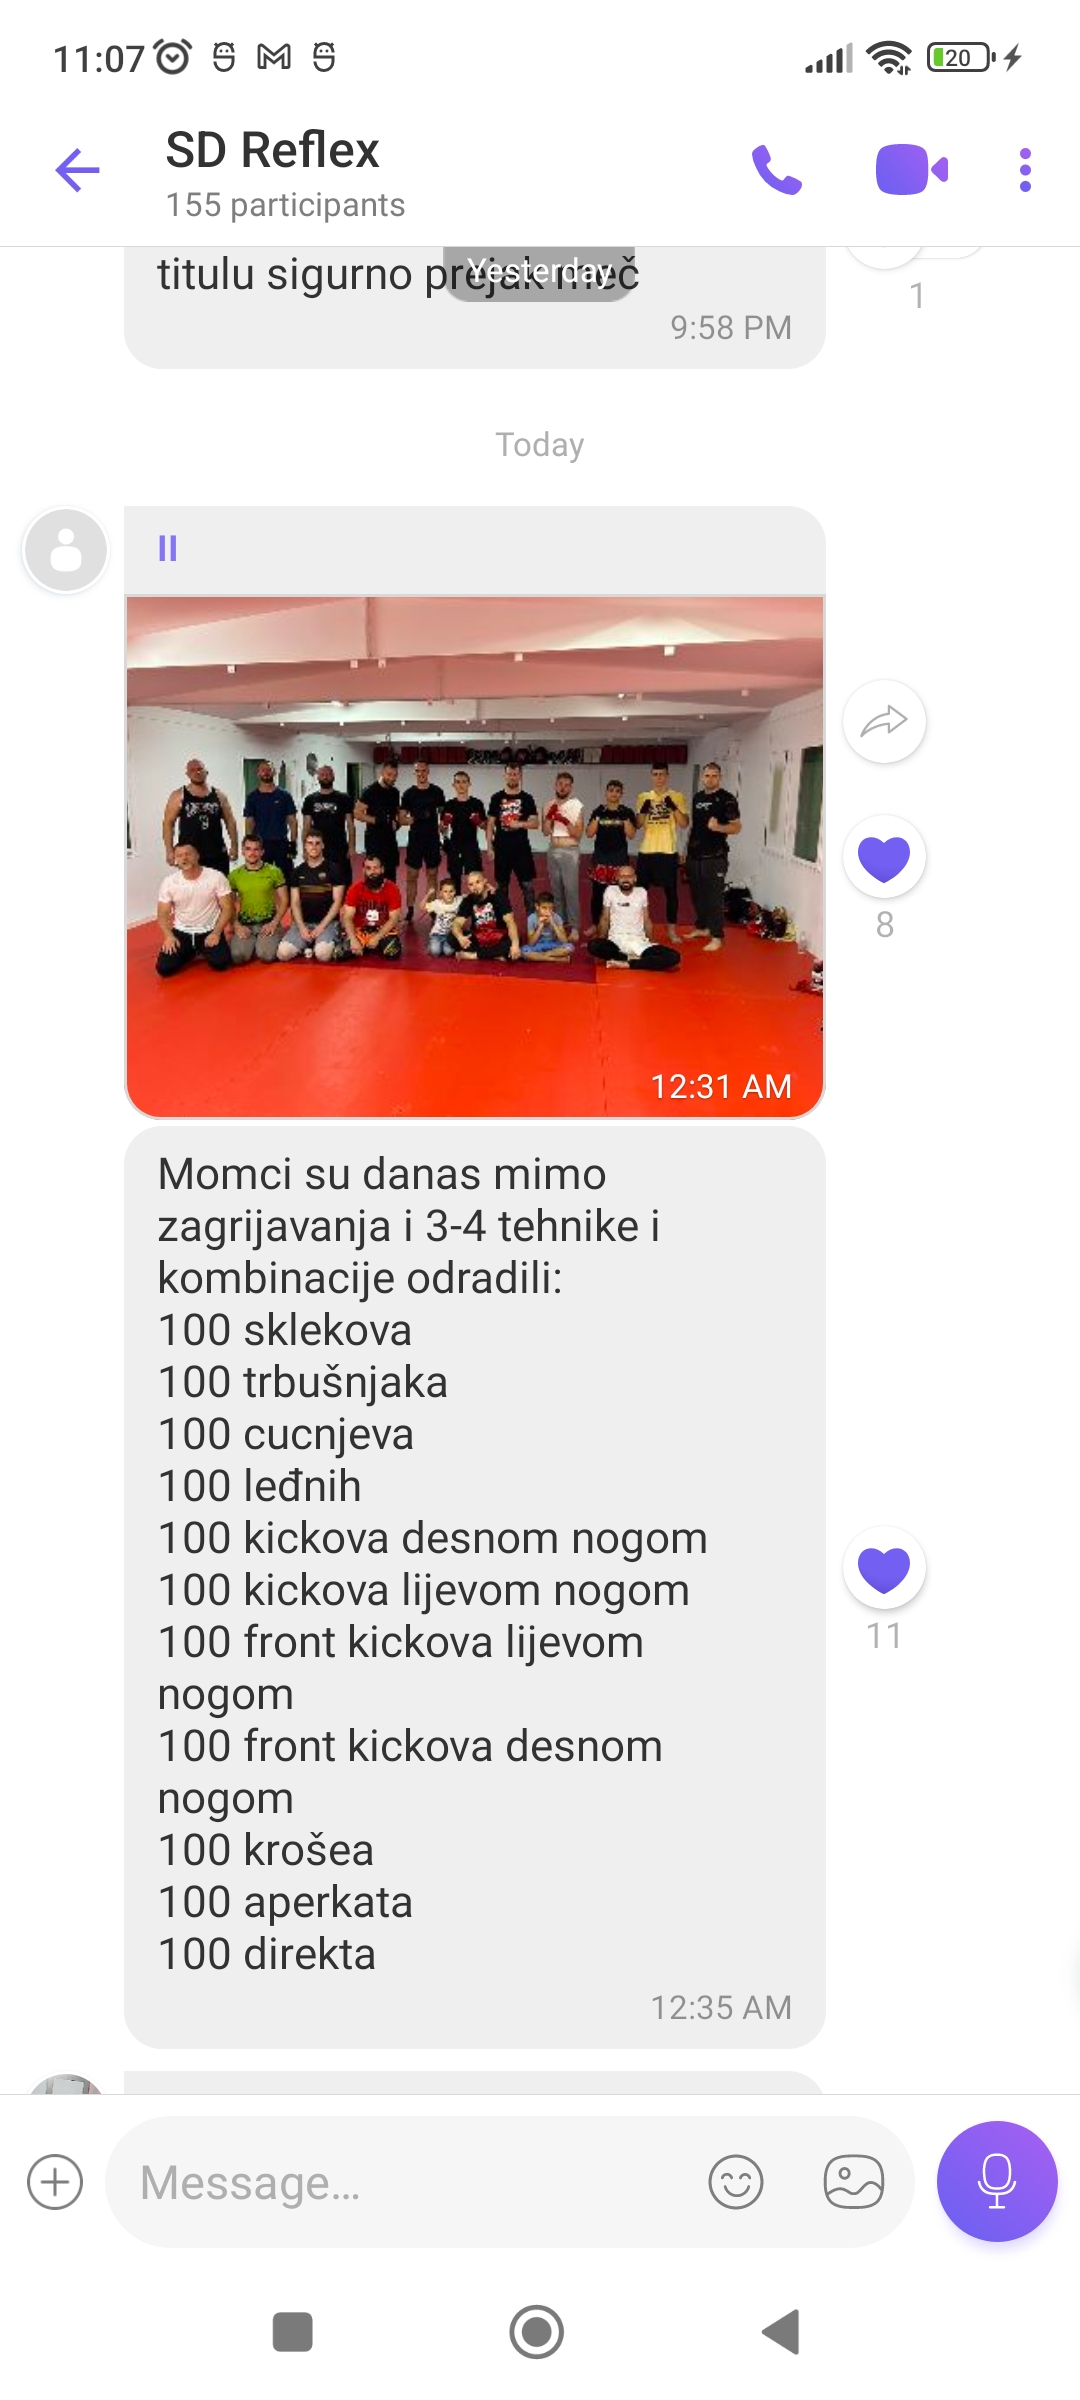 11:07
20
SD Reflex
155 participants
Yesterday
titulu sigurno prejak meč
9:58 PM
1
Today
12:31 AM
8
Momci su danas mimo
zagrijavanja i 3-4 tehnike i
kombinacije odradili:
100 sklekova
100 trbušnjaka
100 cucnjeva
100 leđnih
100 kickova desnom nogom
100 kickova lijevom nogom
100 front kickova lijevom
nogom
100 front kickova desnom
nogom
100 krošea
100 aperkata
100 direkta
12:35 AM
11
Message...